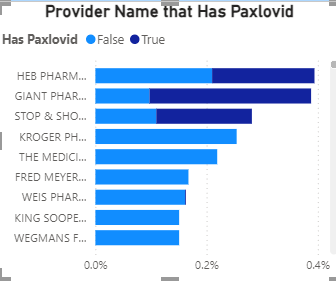 Provider Name that Has Paxlovid
Has Paxlovid False True
HEB PHARM...
GIANT PHAR...
STOP & SHO...
KROGER PH...
THE MEDICI...
FRED MEYER...
WEIS PHAR...
KING SOOPE...
WEGMANS F...
0.0% 0.2% 0.4%